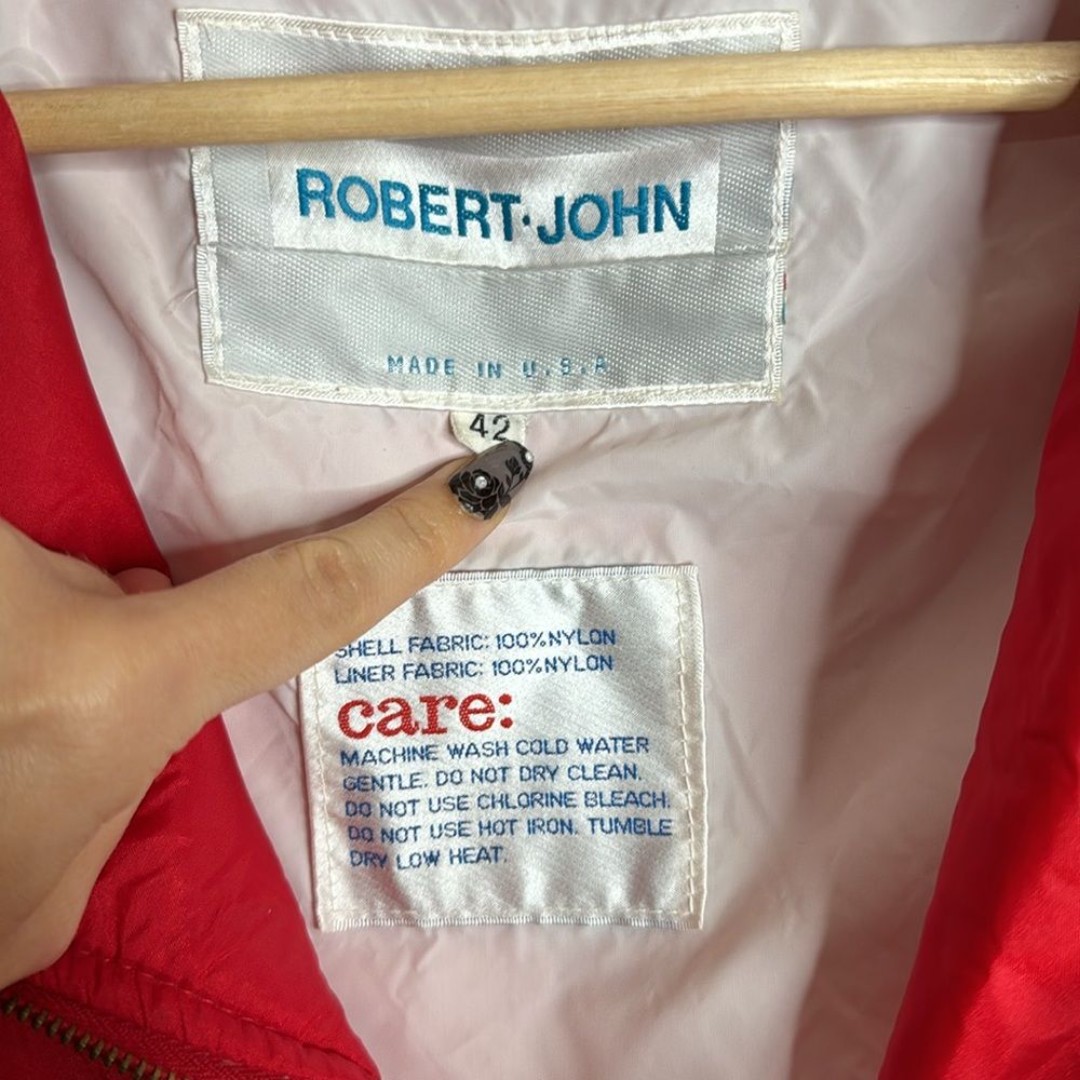 ROBERT·JOHN
MADE IN U.S.A
42
SHELL FABRIC: 100% NYLON
LINER FABRIC: 100% NYLON
care:
MACHINE WASH COLD WATER
GENTLE. DO NOT DRY CLEAN.
DO NOT USE CHLORINE BLEACH.
DO NOT USE HOT IRON. TUMBLE
DRY LOW HEAT.